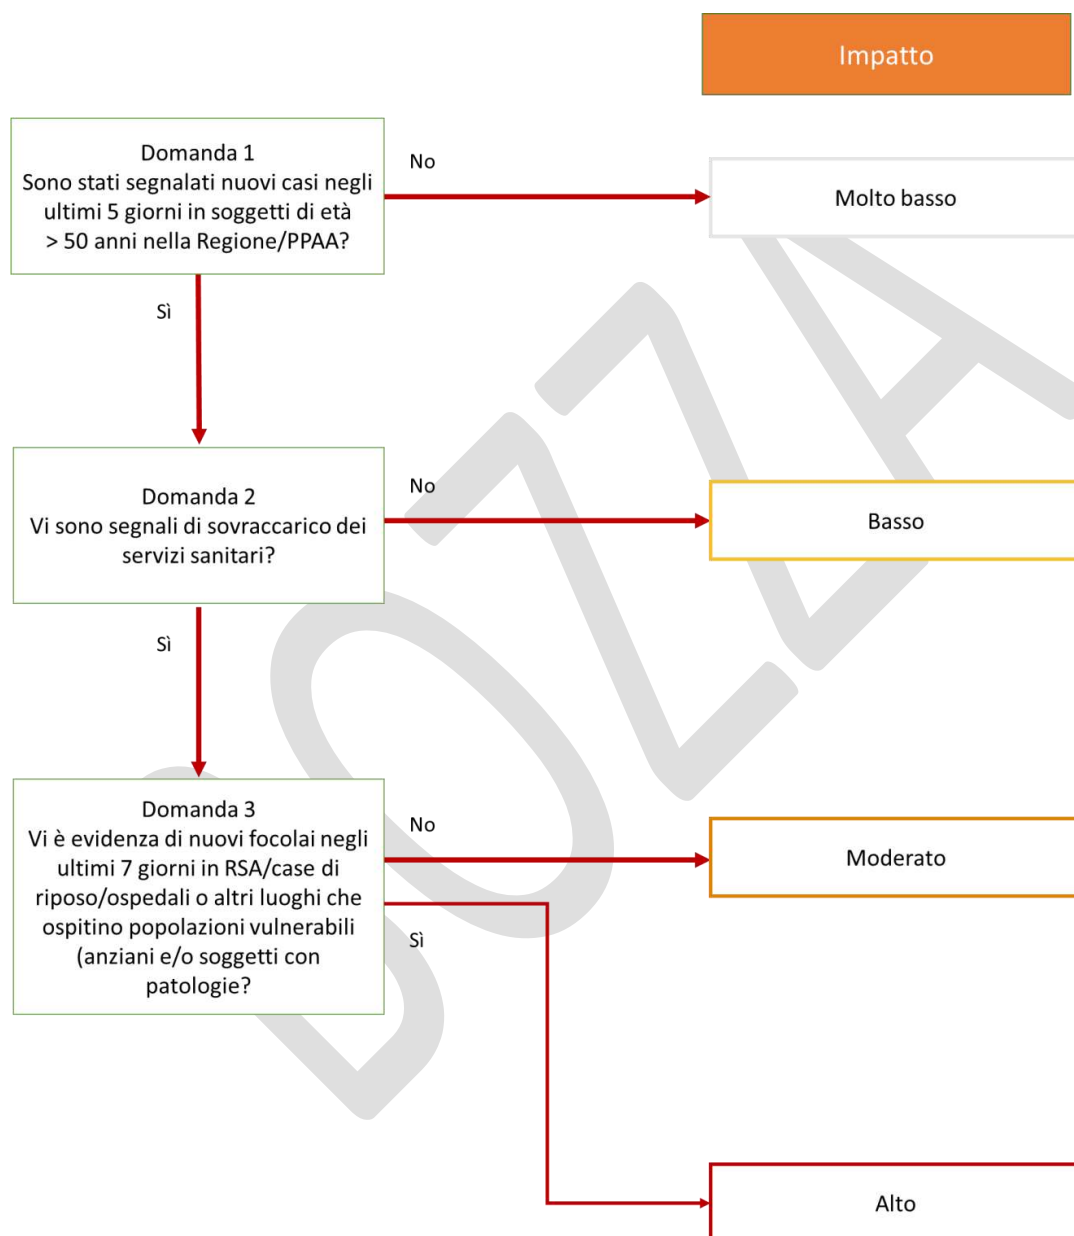 Impatto
Domanda 1
Sono stati segnalati nuovi casi negli
ultimi 5 giorni in soggetti di età
> 50 anni nella Regione/PPAA?
No
Molto basso
Sì
Domanda 2
Vi sono segnali di sovraccarico dei
servizi sanitari?
No
Basso
Sì
Domanda 3
Vi è evidenza di nuovi focolai negli
ultimi 7 giorni in RSA/case di
riposo/ospedali o altri luoghi che
ospitino popolazioni vulnerabili
(anziani e/o soggetti con
patologie?
No
Moderato
Sì
Alto
BOZZA